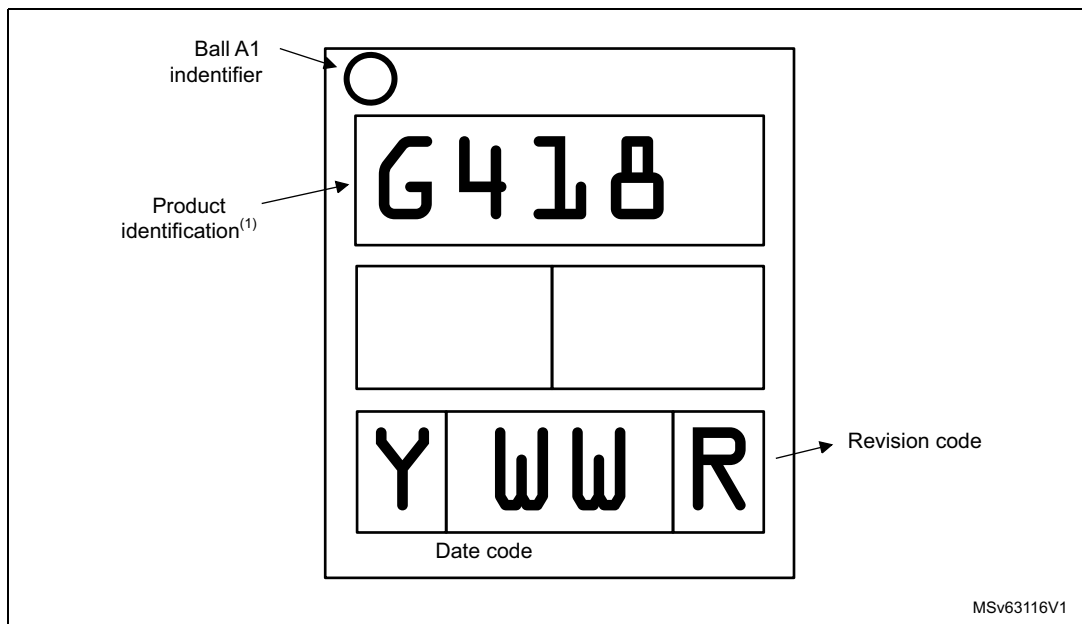 Ball A1
indentifier
G418
Product
identification(1)
Y WW R
Revision code
Date code
MSv63116V1